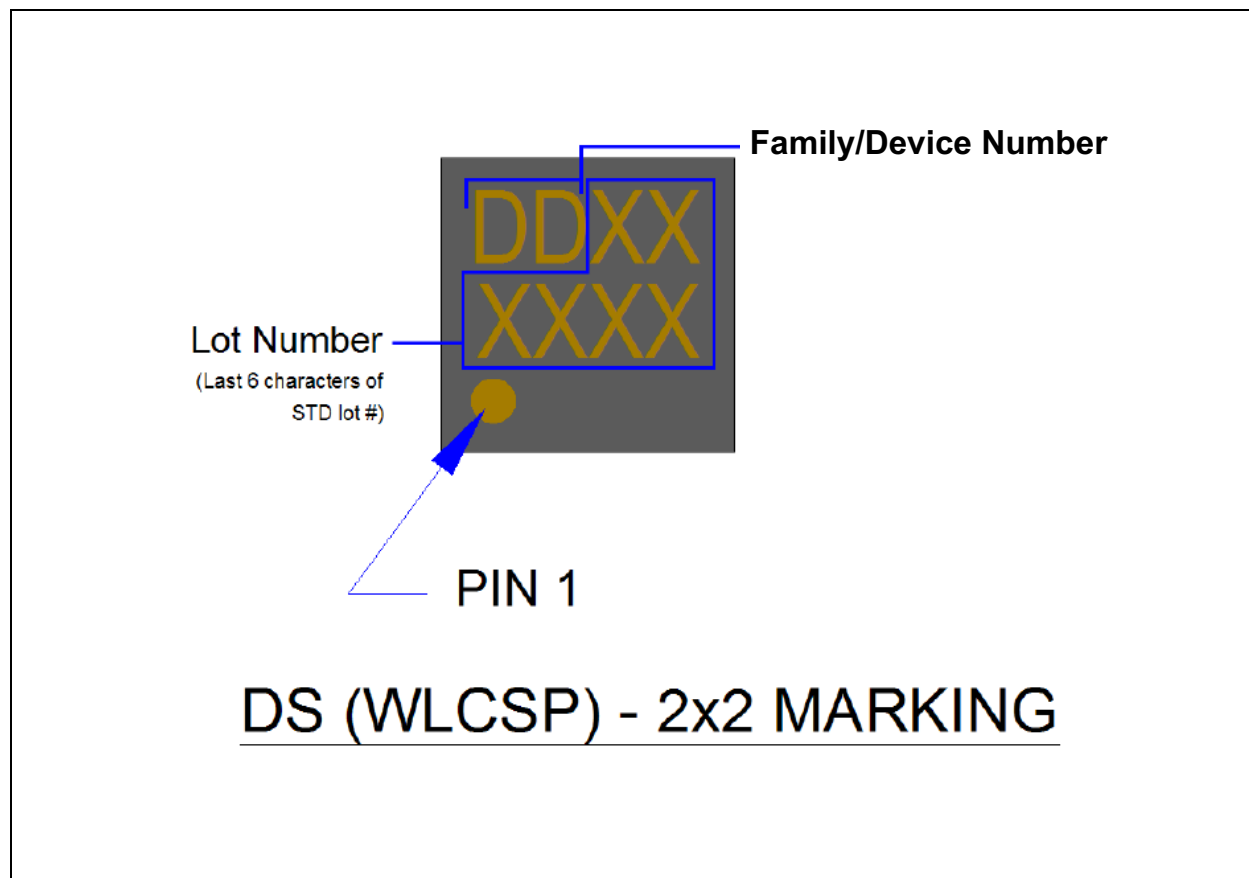 Family/Device Number
DDXX
XXXX
Lot Number
(Last 6 characters of
STD lot #)
PIN 1
DS (WLCSP) - 2x2 MARKING